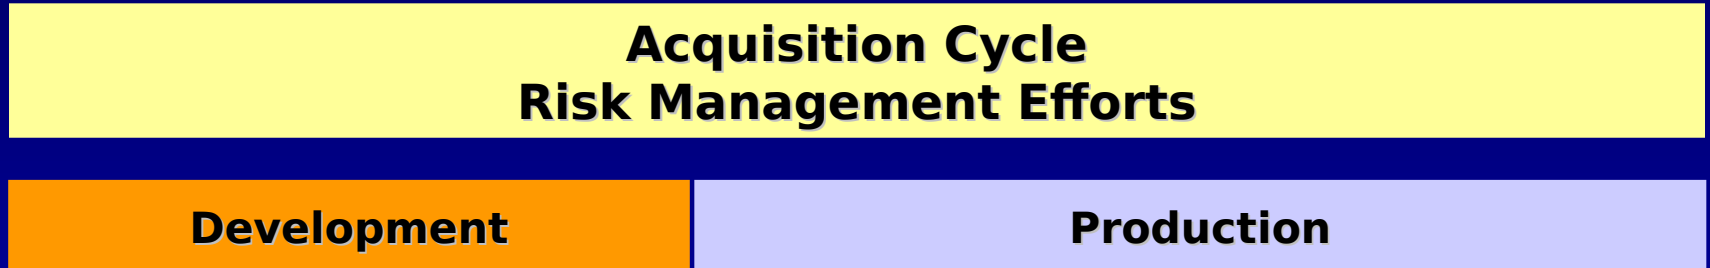 Acquisition Cycle
Risk Management Efforts
Development
Production